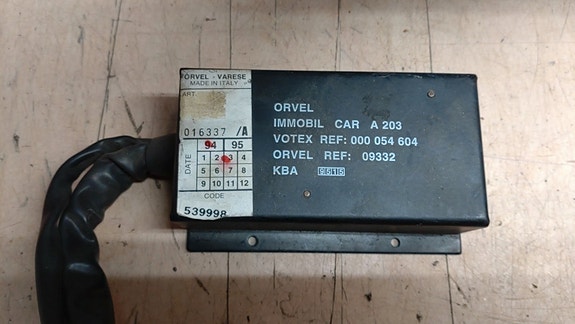 ORVEL - VARESE
MADE IN ITALY
ART.
016337 /A
DATE
94 95
1 2 3 4
5 6 7 8
9 10 11 12
CODE
539998
ORVEL
IMMOBIL CAR A 203
VOTEX REF: 000 054 604
ORVEL REF: 09332
KBA